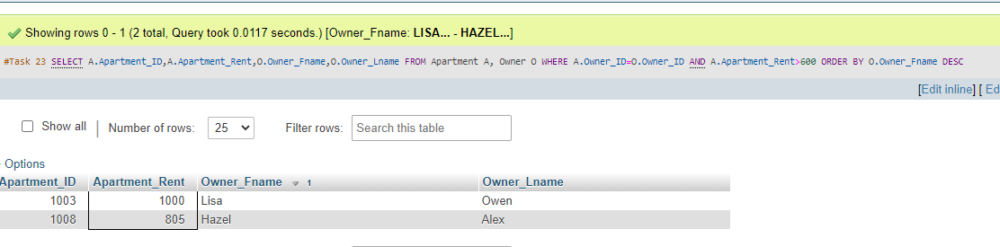 Showing rows 0 - 1 (2 total, Query took 0.0117 seconds.) [Owner_Fname: LISA... - HAZEL...]
#Task 23 SELECT A.Apartment_ID,A.Apartment_Rent,O.Owner_Fname,O.Owner_Lname FROM Apartment A, Owner O WHERE A.Owner_ID=O.Owner_ID AND A.Apartment_Rent>600 ORDER BY O.Owner_Fname DESC
[Edit inline] [ Ed
Show all | Number of rows: 25 Filter rows: Search this table
Options
Apartment_ID Apartment_Rent Owner_Fname 1 Owner_Lname
1003 1000 Lisa Owen
1008 805 Hazel Alex